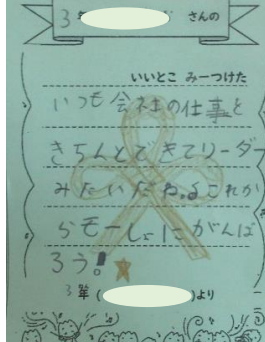 3年 さんの
いいとこ みーつけた
いつも会社の仕事を
きちんとできてリーダー
みたいだね。これか
らもーしょにがんば
ろう!
3年( )より